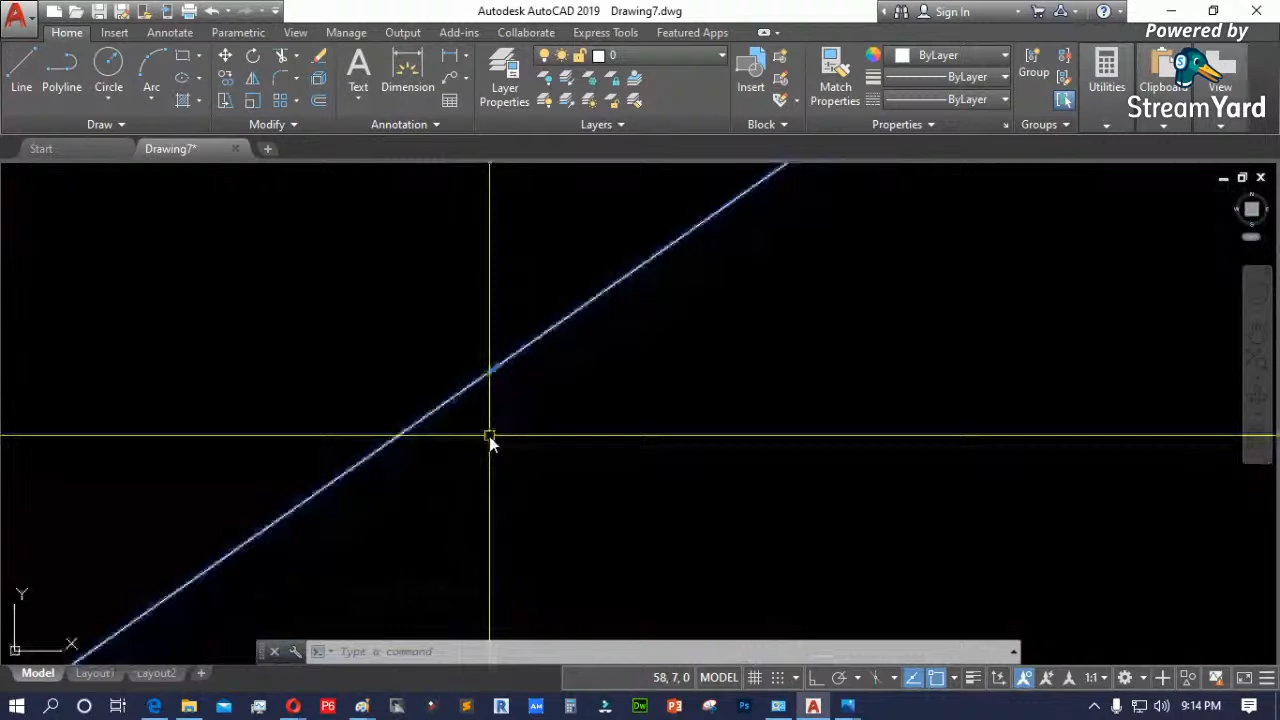 Autodesk AutoCAD 2019 Drawing7.dwg
Sign In
Home Insert Annotate Parametric View Manage Output Add-ins Collaborate Express Tools Featured Apps
Powered by
StreamYard
0
ByLayer
ByLayer
ByLayer
Line Polyline Circle Arc Text Dimension Layer Properties Insert Match Properties Group Utilities Clipboard View
Draw Modify Annotation Layers Block Properties Groups
Start Drawing7*
N
W
S
Y
X
Type a command
Model Layout1 Layout2
58, 7, 0 MODEL 1:1
9:14 PM